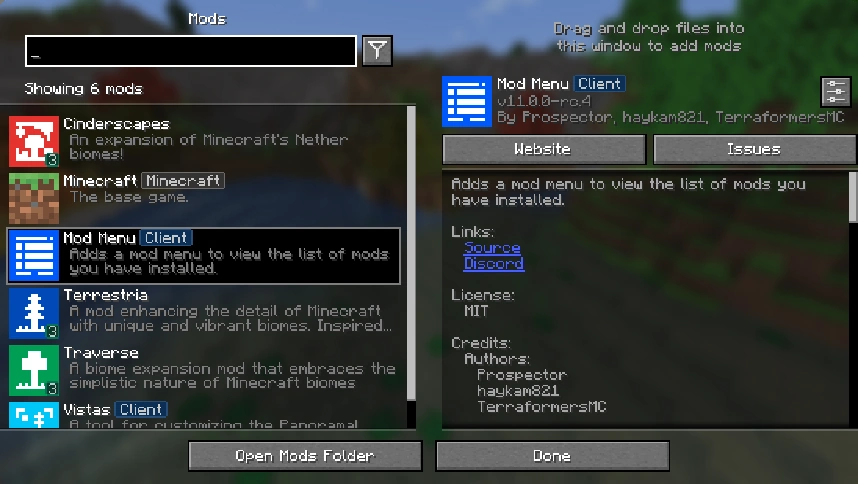 Mods
Drag and drop files into
this window to add mods
_
Showing 6 mods
Cinderscapes
An expansion of Minecraft's Nether
biomes!
3
Minecraft Minecraft
The base game.
Mod Menu Client
Adds a mod menu to view the list of mods
you have installed.
Terrestria
A mod enhancing the detail of Minecraft
with unique and vibrant biomes. Inspired...
3
Traverse
A biome expansion mod that embraces the
simplistic nature of Minecraft biomes
3
Vistas Client
A tool for customizing the Panoramal
Mod Menu Client
v11.0.0-rc.4
By Prospector, haykam821, TerraformersMC
Website
Issues
Adds a mod menu to view the list of mods you
have installed.
Links:
Source
Discord
License:
MIT
Credits:
Authors:
Prospector
haykam821
TerraformersMC
Open Mods Folder
Done